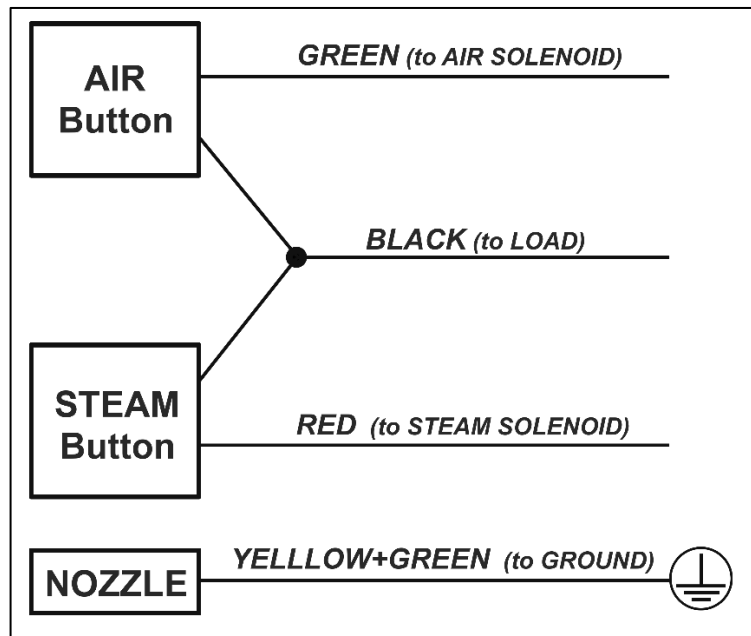 AIR
Button
GREEN (to AIR SOLENOID)
BLACK (to LOAD)
STEAM
Button
RED (to STEAM SOLENOID)
NOZZLE
YELLLOW+GREEN (to GROUND)